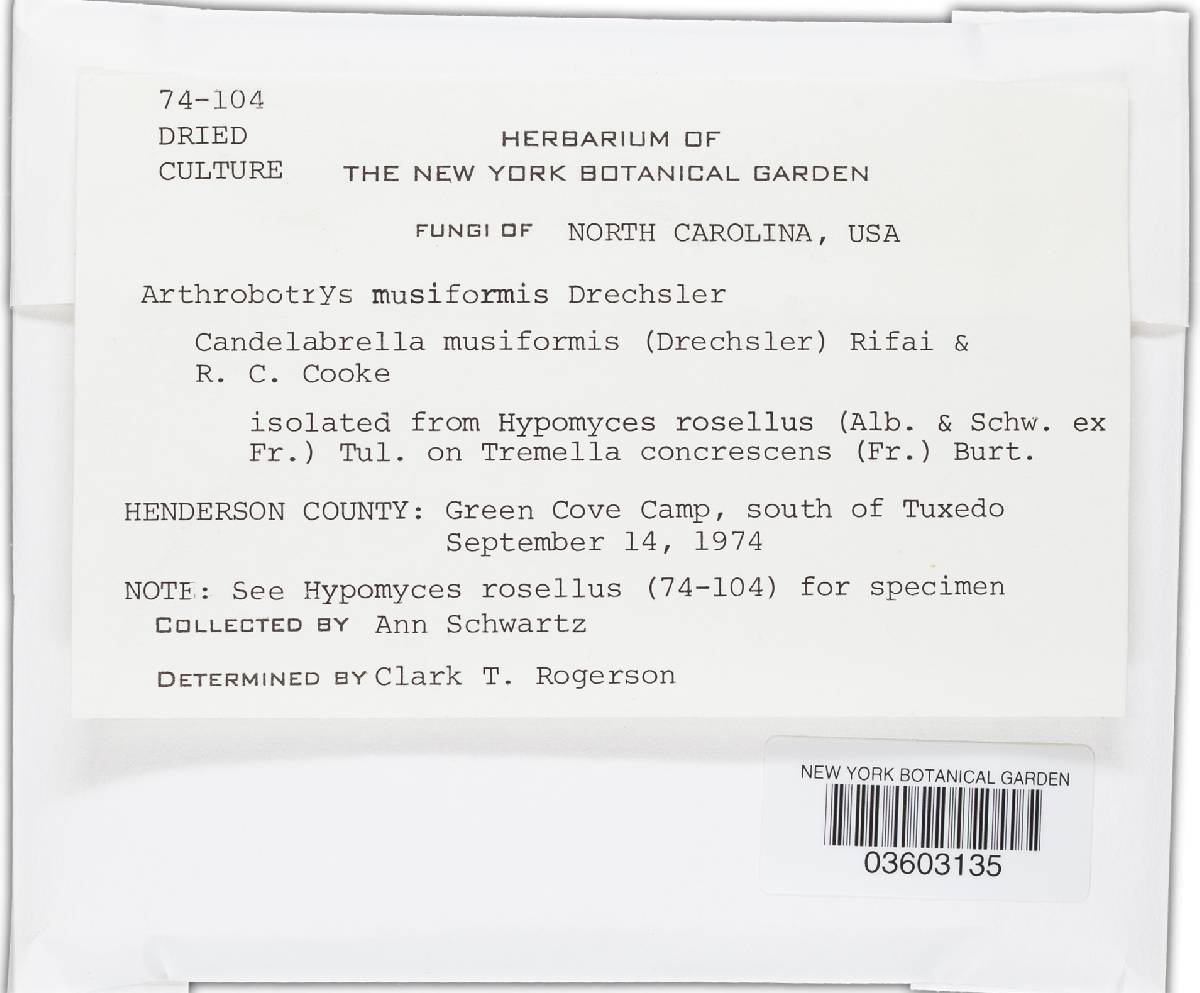 74-104
DRIED
CULTURE
HERBARIUM OF
THE NEW YORK BOTANICAL GARDEN
FUNGI OF NORTH CAROLINA, USA
Arthrobotrys musiformis Drechsler
Candelabrella musiformis (Drechsler) Rifai &
R. C. Cooke
isolated from Hypomyces rosellus (Alb. & Schw. ex
Fr.) Tul. on Tremella concrescens (Fr.) Burt.
HENDERSON COUNTY: Green Cove Camp, south of Tuxedo
September 14, 1974
NOTE: See Hypomyces rosellus (74-104) for specimen
COLLECTED BY Ann Schwartz
DETERMINED BY Clark T. Rogerson
NEW YORK BOTANICAL GARDEN
03603135